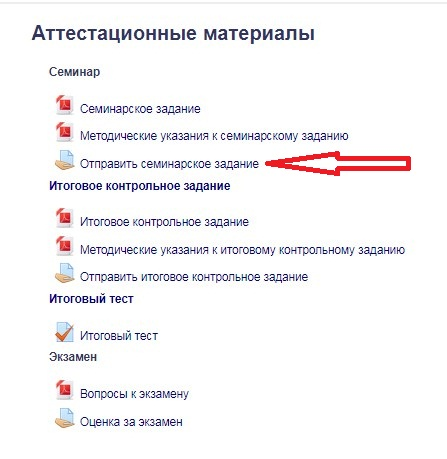 Аттестационные материалы
Семинар
Семинарское задание
Методические указания к семинарскому заданию
Отправить семинарское задание
Итоговое контрольное задание
Итоговое контрольное задание
Методические указания к итоговому контрольному заданию
Отправить итоговое контрольное задание
Итоговый тест
Итоговый тест
Экзамен
Вопросы к экзамену
Оценка за экзамен